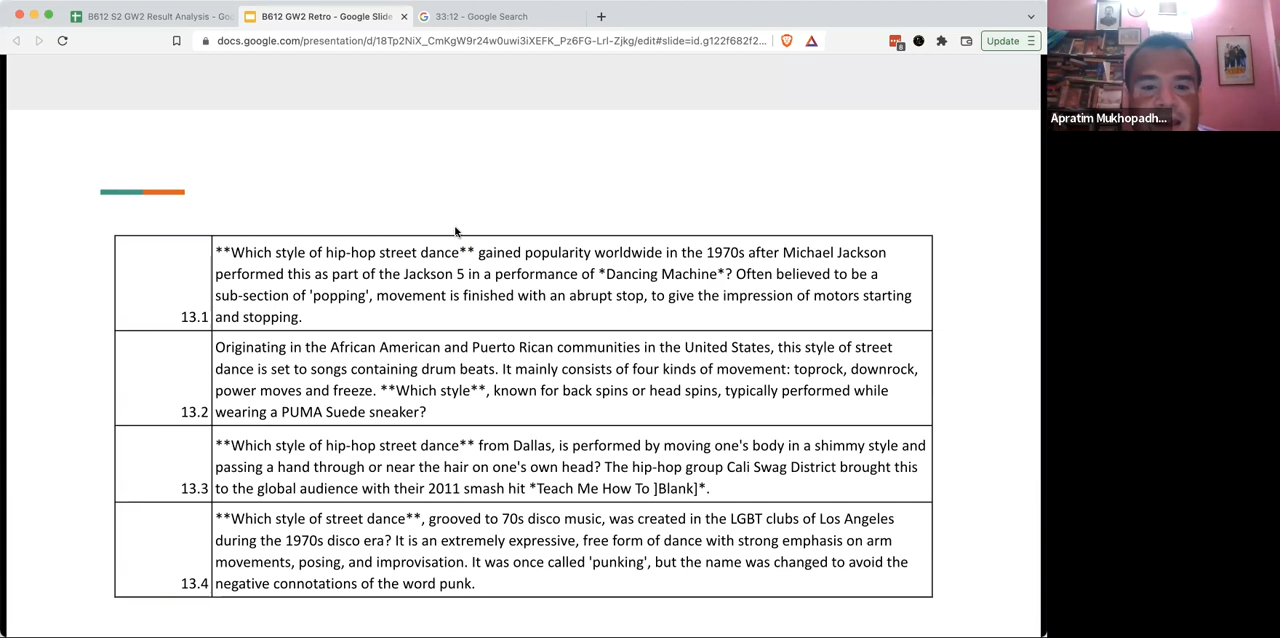 B612 S2 GW2 Result Analysis - Go
B612 GW2 Retro - Google Slide
33:12 - Google Search
docs.google.com/presentation/d/18Tp2NiX_CmKgW9r24w0uwi3iXEFK_Pz6FG-LrI-Zjkg/edit#slide=id.g122f682f2...
8
Update
Apratim Mukhopadh...
**Which style of hip-hop street dance** gained popularity worldwide in the 1970s after Michael Jackson
performed this as part of the Jackson 5 in a performance of *Dancing Machine*? Often believed to be a
sub-section of 'popping', movement is finished with an abrupt stop, to give the impression of motors starting
13.1 and stopping.
Originating in the African American and Puerto Rican communities in the United States, this style of street
dance is set to songs containing drum beats. It mainly consists of four kinds of movement: toprock, downrock,
power moves and freeze. **Which style**, known for back spins or head spins, typically performed while
13.2 wearing a PUMA Suede sneaker?
**Which style of hip-hop street dance** from Dallas, is performed by moving one's body in a shimmy style and
passing a hand through or near the hair on one's own head? The hip-hop group Cali Swag District brought this
13.3 to the global audience with their 2011 smash hit *Teach Me How To ]Blank]*.
**Which style of street dance**, grooved to 70s disco music, was created in the LGBT clubs of Los Angeles
during the 1970s disco era? It is an extremely expressive, free form of dance with strong emphasis on arm
movements, posing, and improvisation. It was once called 'punking', but the name was changed to avoid the
13.4 negative connotations of the word punk.